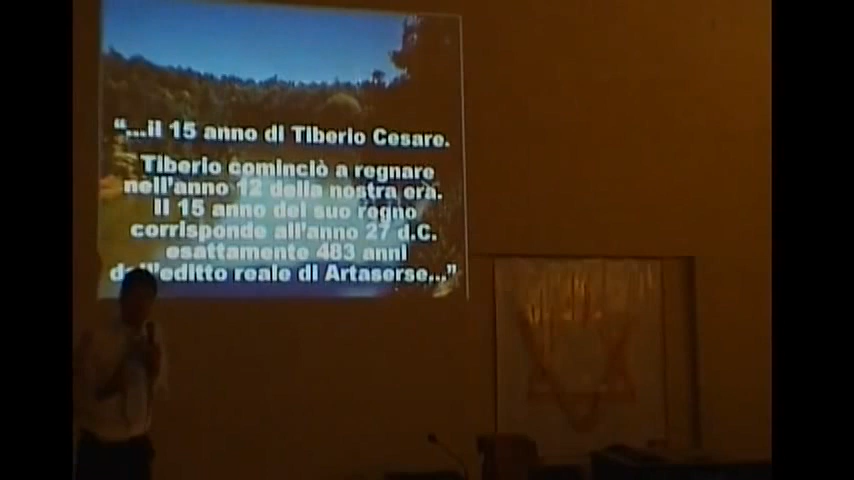 “...il 15 anno di Tiberio Cesare.
Tiberio cominciò a regnare
nell'anno 12 della nostra era.
Il 15 anno del suo regno
corrisponde all'anno 27 d.C.
esattamente 483 anni
dall'editto reale di Artaserse...”